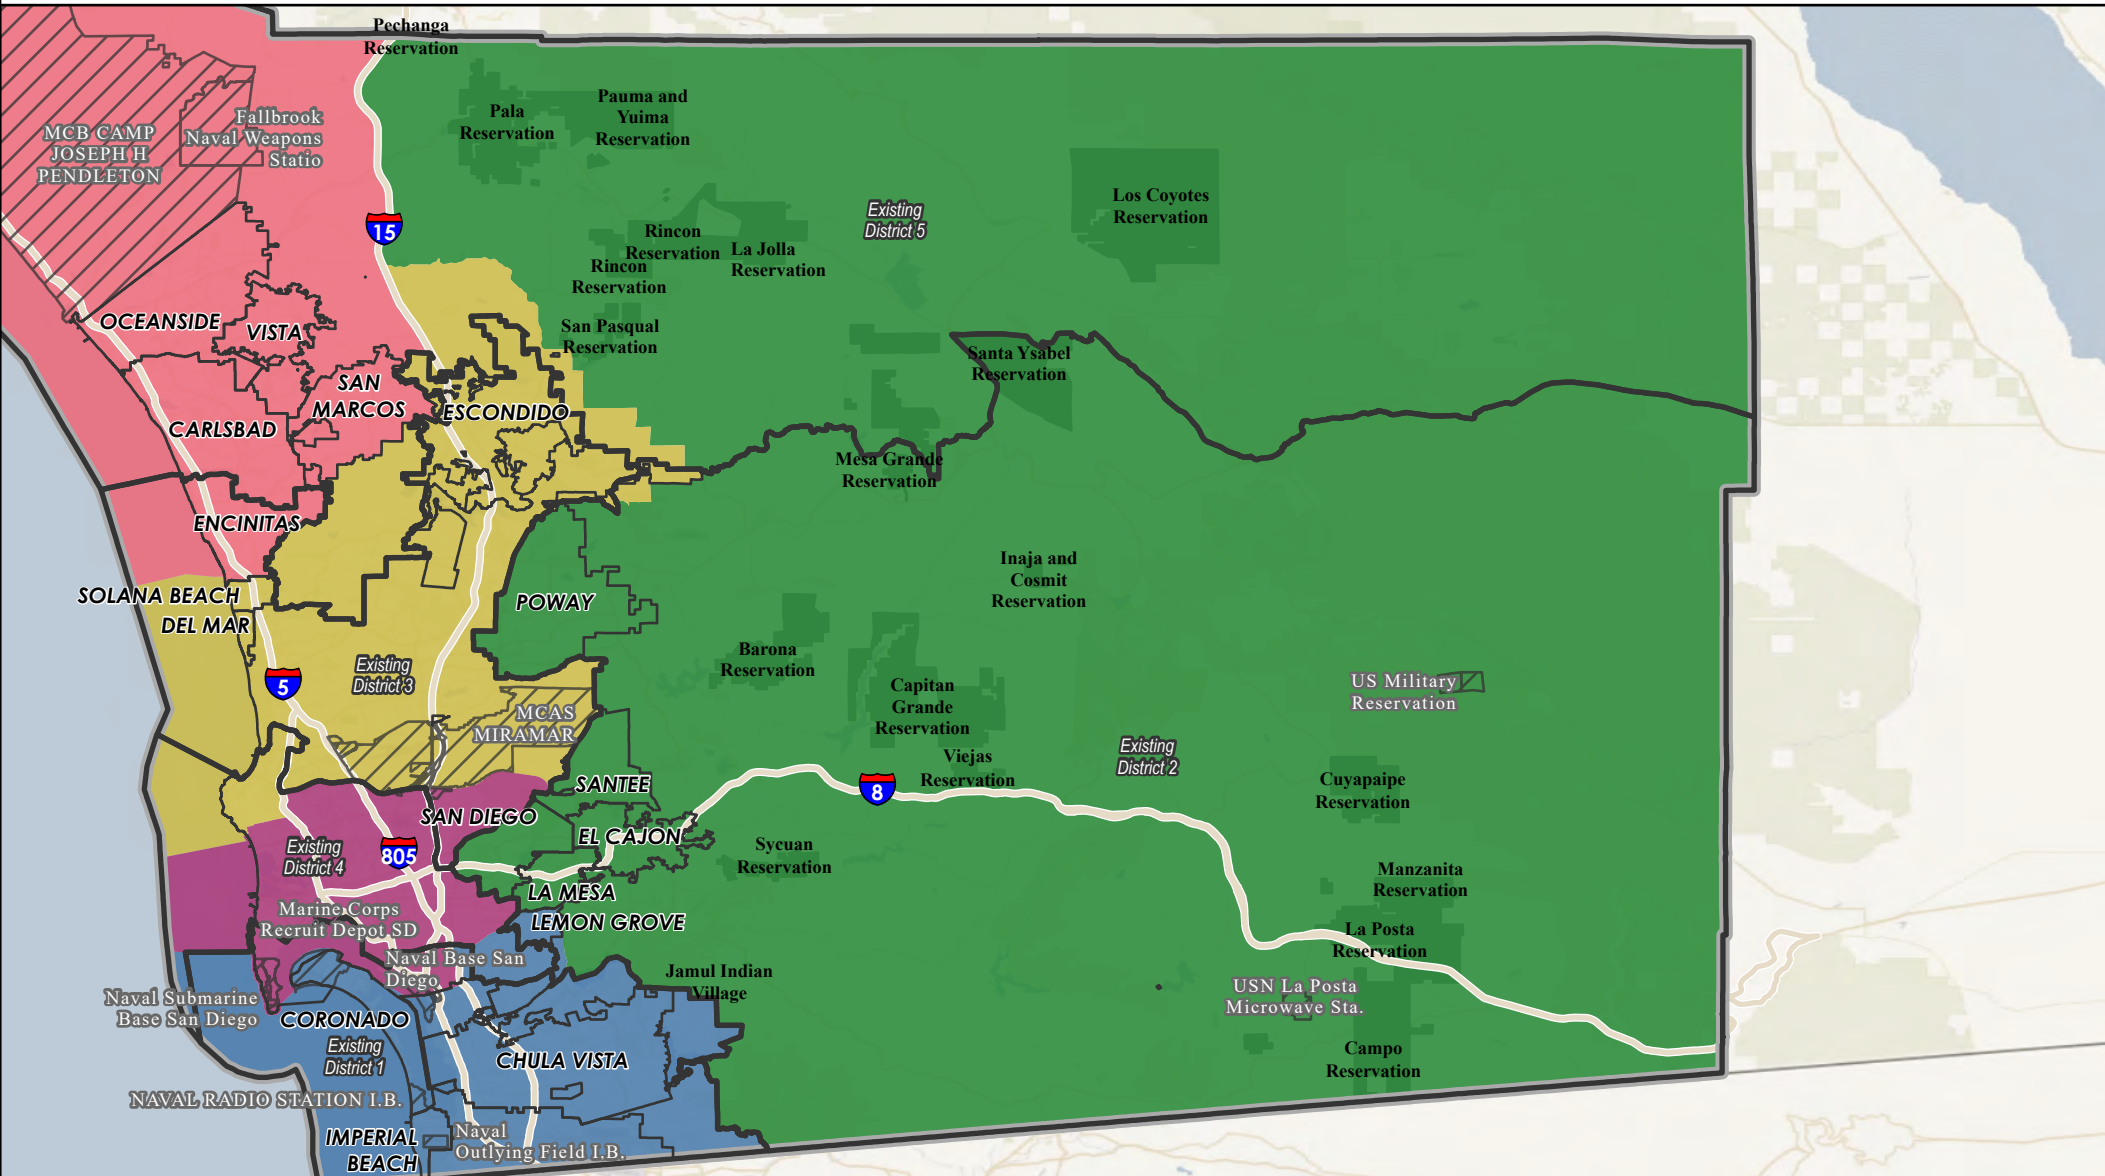 Pechanga
Reservation
Pala
Reservation
Pauma and
Yuima
Reservation
Fallbrook
Naval Weapons
Statio
MCB CAMP
JOSEPH H
PENDLETON
15
Los Coyotes
Reservation
Existing
District 5
Rincon
Reservation
La Jolla
Reservation
Rincon
Reservation
OCEANSIDE
VISTA
San Pasqual
Reservation
Santa Ysabel
Reservation
SAN
MARCOS
ESCONDIDO
CARLSBAD
Mesa Grande
Reservation
ENCINITAS
Inaja and
Cosmit
Reservation
SOLANA BEACH
DEL MAR
POWAY
Barona
Reservation
Existing
District 3
5
Capitan
Grande
Reservation
US Military
Reservation
MCAS
MIRAMAR
Existing
District 2
Viejas
Reservation
SANTEE
8
Cuyapaipe
Reservation
SAN DIEGO
EL CAJON
Existing
District 4
805
Sycuan
Reservation
Manzanita
Reservation
LA MESA
LEMON GROVE
Marine Corps
Recruit Depot SD
La Posta
Reservation
Naval Base San
Diego
Jamul Indian
Village
USN La Posta
Microwave Sta.
Naval Submarine
Base San Diego
CORONADO
Existing
District 1
CHULA VISTA
Campo
Reservation
NAVAL RADIO STATION I.B.
IMPERIAL
BEACH
Naval
Outlying Field I.B.